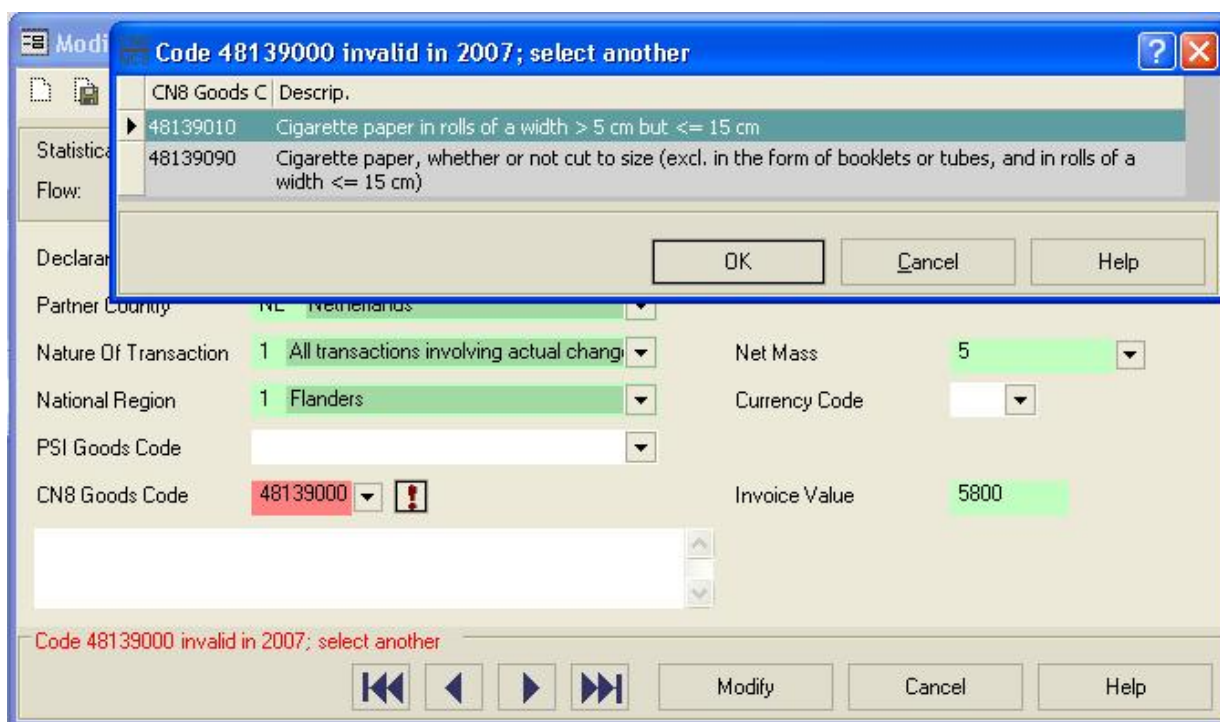 Modi
Code 48139000 invalid in 2007; select another
CN8 Goods C Descrip.
48139010 Cigarette paper in rolls of a width > 5 cm but <= 15 cm
48139090 Cigarette paper, whether or not cut to size (excl. in the form of booklets or tubes, and in rolls of a
width <= 15 cm)
OK Cancel Help
Statistica
Flow:
Declaran
Partner Country NL Netherlands
Nature Of Transaction 1 All transactions involving actual chang Net Mass 5
National Region 1 Flanders Currency Code
PSI Goods Code
CN8 Goods Code 48139000 ! Invoice Value 5800
Code 48139000 invalid in 2007; select another
Modify Cancel Help